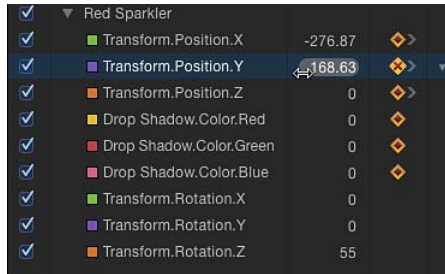 Red Sparkler
Transform.Position.X -276.87
Transform.Position.Y 168.63
Transform.Position.Z 0
Drop Shadow.Color.Red 0
Drop Shadow.Color.Green 0
Drop Shadow.Color.Blue 0
Transform.Rotation.X 0
Transform.Rotation.Y 0
Transform.Rotation.Z 55